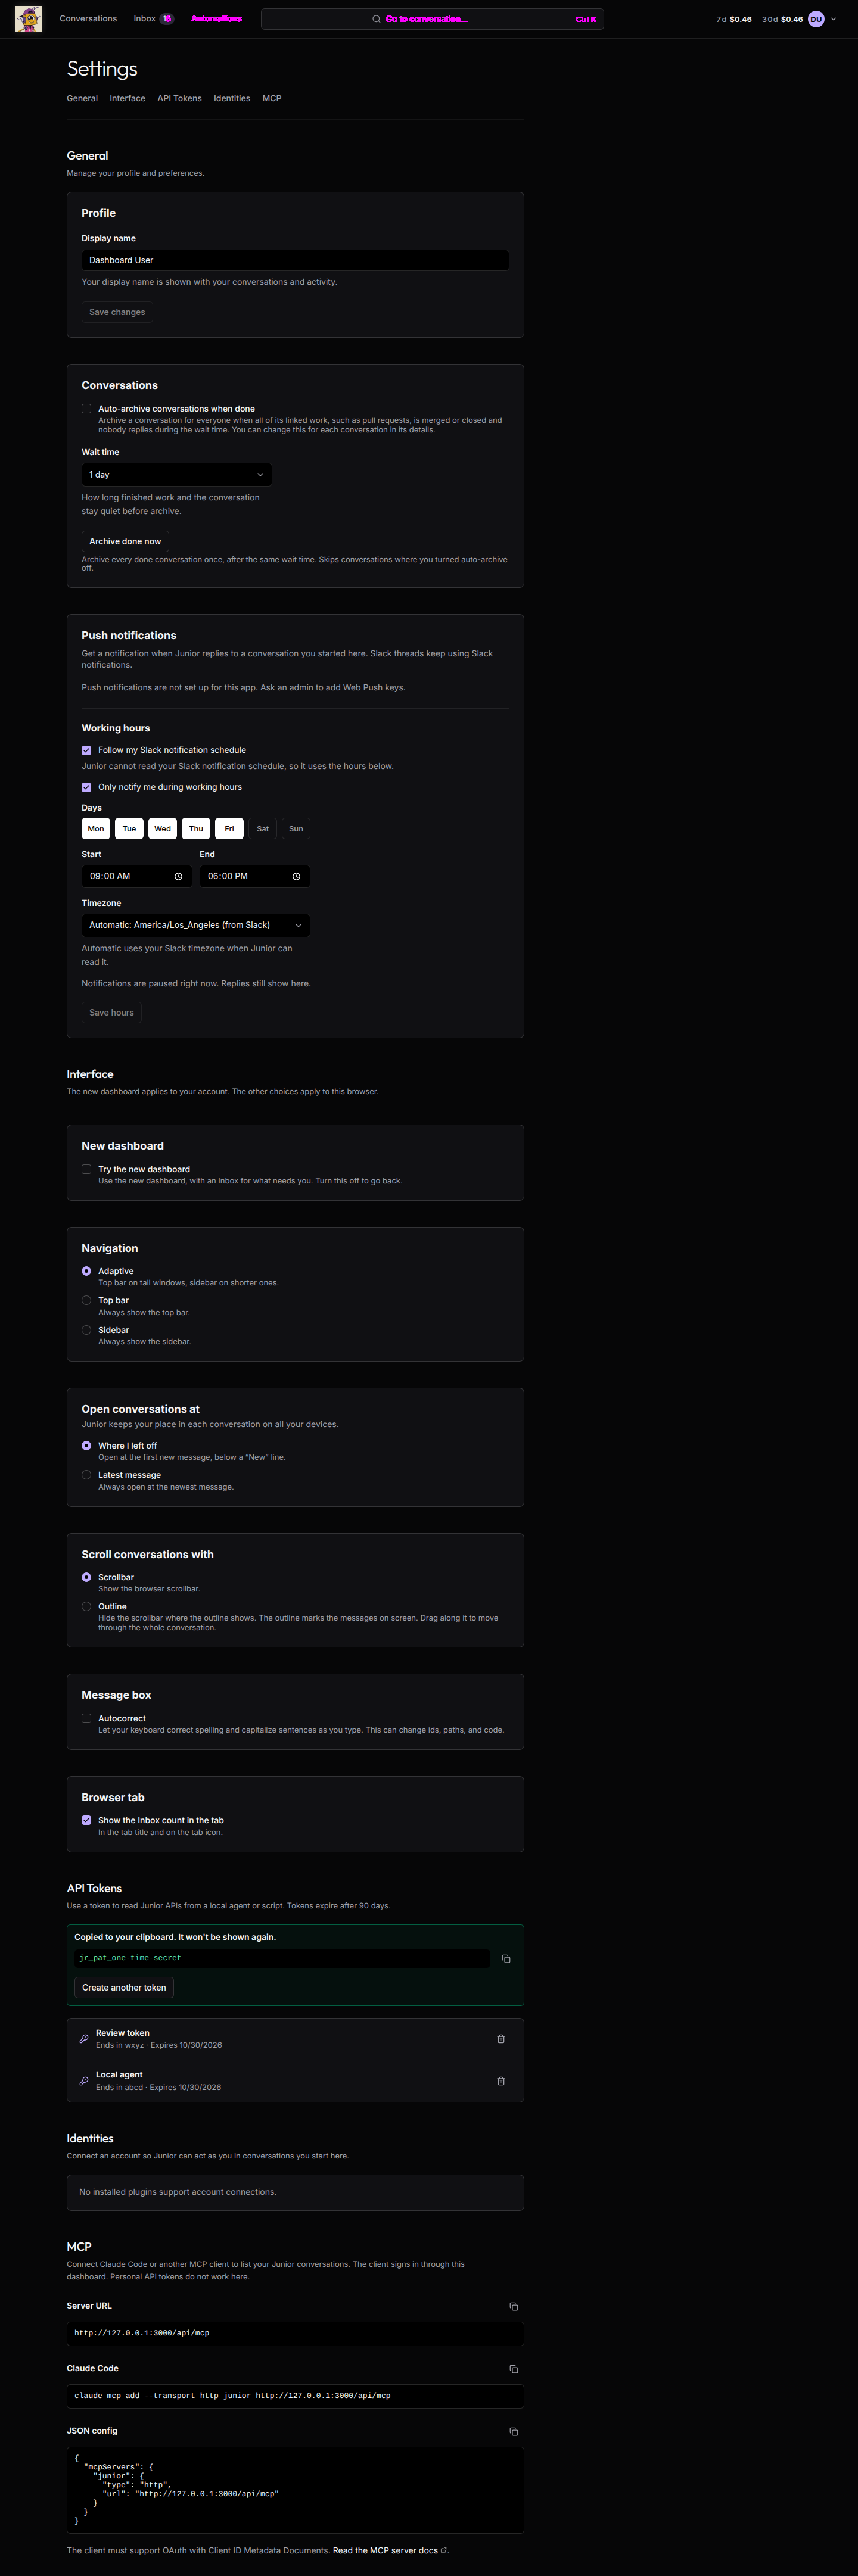 Conversations
Inbox
Automations
Go to conversation...
Ctrl K
7d $0.46 30d $0.46
DU
Settings
General Interface API Tokens Identities MCP
General
Manage your profile and preferences.
Profile
Display name
Dashboard User
Your display name is shown with your conversations and activity.
Save changes
Conversations
Auto-archive conversations when done
Archive a conversation for everyone when all of its linked work, such as pull requests, is merged or closed and
nobody replies during the wait time. You can change this for each conversation in its details.
Wait time
1 day
How long finished work and the conversation
stay quiet before archive.
Archive done now
Archive every done conversation once, after the same wait time. Skips conversations where you turned auto-archive
off.
Push notifications
Get a notification when Junior replies to a conversation you started here. Slack threads keep using Slack
notifications.
Push notifications are not set up for this app. Ask an admin to add Web Push keys.
Working hours
Follow my Slack notification schedule
Junior cannot read your Slack notification schedule, so it uses the hours below.
Only notify me during working hours
Days
Mon Tue Wed Thu Fri Sat Sun
Start End
09:00 AM 06:00 PM
Timezone
Automatic: America/Los_Angeles (from Slack)
Automatic uses your Slack timezone when Junior can
read it.
Notifications are paused right now. Replies still show here.
Save hours
Interface
The new dashboard applies to your account. The other choices apply to this browser.
New dashboard
Try the new dashboard
Use the new dashboard, with an Inbox for what needs you. Turn this off to go back.
Navigation
Adaptive
Top bar on tall windows, sidebar on shorter ones.
Top bar
Always show the top bar.
Sidebar
Always show the sidebar.
Open conversations at
Junior keeps your place in each conversation on all your devices.
Where I left off
Open at the first new message, below a “New” line.
Latest message
Always open at the newest message.
Scroll conversations with
Scrollbar
Show the browser scrollbar.
Outline
Hide the scrollbar where the outline shows. The outline marks the messages on screen. Drag along it to move
through the whole conversation.
Message box
Autocorrect
Let your keyboard correct spelling and capitalize sentences as you type. This can change ids, paths, and code.
Browser tab
Show the Inbox count in the tab
In the tab title and on the tab icon.
API Tokens
Use a token to read Junior APIs from a local agent or script. Tokens expire after 90 days.
Copied to your clipboard. It won't be shown again.
jr_pat_one-time-secret
Create another token
Review token
Ends in wxyz · Expires 10/30/2026
Local agent
Ends in abcd · Expires 10/30/2026
Identities
Connect an account so Junior can act as you in conversations you start here.
No installed plugins support account connections.
MCP
Connect Claude Code or another MCP client to list your Junior conversations. The client signs in through this
dashboard. Personal API tokens do not work here.
Server URL
http://127.0.0.1:3000/api/mcp
Claude Code
claude mcp add --transport http junior http://127.0.0.1:3000/api/mcp
JSON config
{
  "mcpServers": {
    "junior": {
      "type": "http",
      "url": "http://127.0.0.1:3000/api/mcp"
    }
  }
}
The client must support OAuth with Client ID Metadata Documents. Read the MCP server docs.